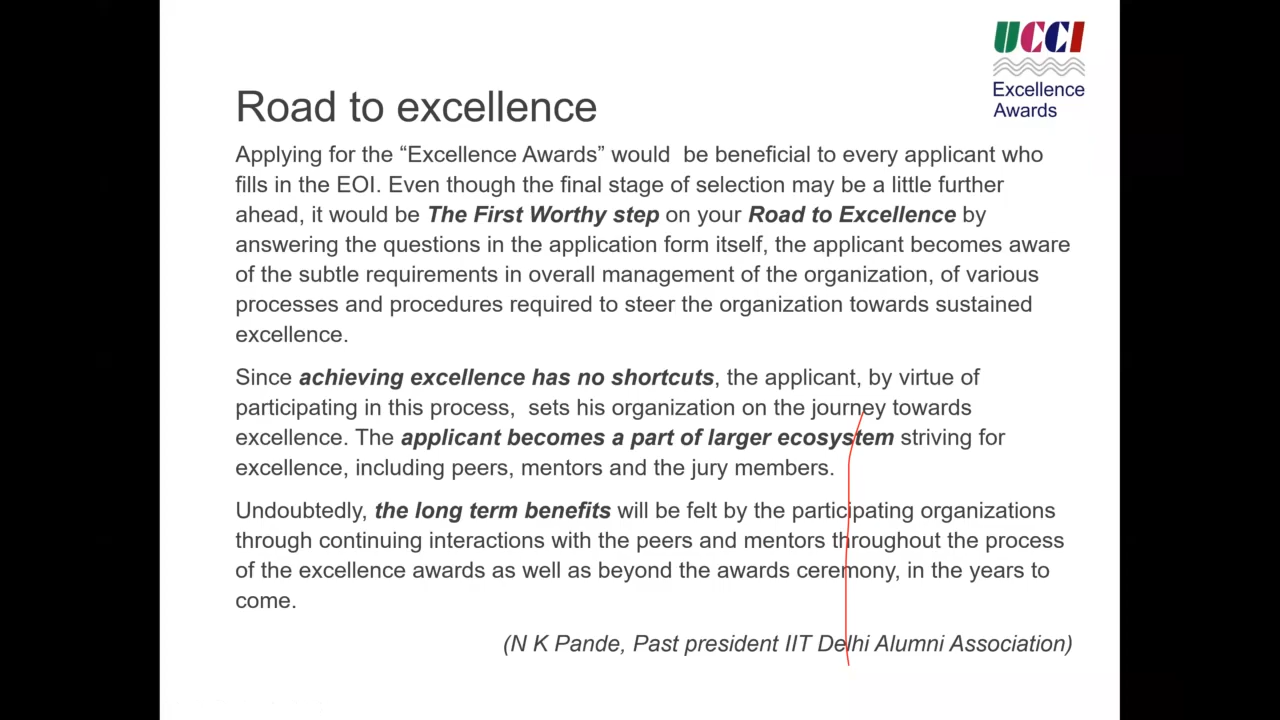 UCCI
Excellence
Awards
Road to excellence
Applying for the “Excellence Awards” would  be beneficial to every applicant who
fills in the EOI. Even though the final stage of selection may be a little further
ahead, it would be The First Worthy step on your Road to Excellence by
answering the questions in the application form itself, the applicant becomes aware
of the subtle requirements in overall management of the organization, of various
processes and procedures required to steer the organization towards sustained
excellence.
Since achieving excellence has no shortcuts, the applicant, by virtue of
participating in this process,  sets his organization on the journey towards
excellence. The applicant becomes a part of larger ecosystem striving for
excellence, including peers, mentors and the jury members.
Undoubtedly, the long term benefits will be felt by the participating organizations
through continuing interactions with the peers and mentors throughout the process
of the excellence awards as well as beyond the awards ceremony, in the years to
come.
(N K Pande, Past president IIT Delhi Alumni Association)